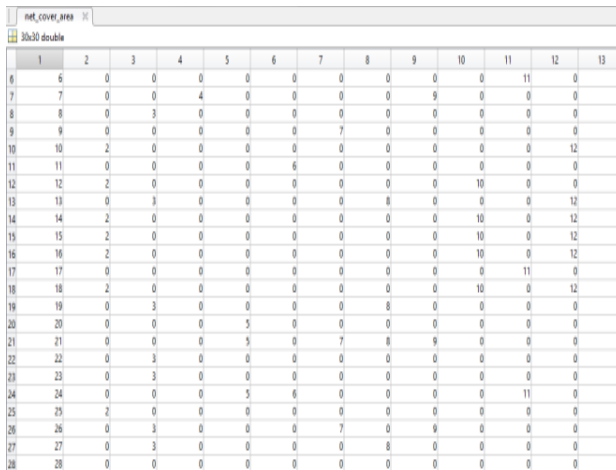 net_cover_area
30x30 double
1 2 3 4 5 6 7 8 9 10 11 12 13
6 6 0 0 0 0 0 0 0 0 0 11 0
7 7 0 0 4 0 0 0 0 9 0 0 0
8 8 0 3 0 0 0 0 0 0 0 0 0
9 9 0 0 0 0 0 7 0 0 0 0 0
10 10 2 0 0 0 0 0 0 0 0 0 12
11 11 0 0 0 0 6 0 0 0 0 0 0
12 12 2 0 0 0 0 0 0 0 10 0 0
13 13 0 3 0 0 0 0 8 0 0 0 12
14 14 2 0 0 0 0 0 0 0 10 0 12
15 15 2 0 0 0 0 0 0 0 10 0 12
16 16 2 0 0 0 0 0 0 0 10 0 12
17 17 0 0 0 0 0 0 0 0 0 11 0
18 18 2 0 0 0 0 0 0 0 10 0 12
19 19 0 3 0 0 0 0 8 0 0 0 0
20 20 0 0 0 5 0 0 0 0 0 0 0
21 21 0 0 0 5 0 7 8 9 0 0 0
22 22 0 3 0 0 0 0 0 0 0 0 0
23 23 0 3 0 0 0 0 0 0 0 0 0
24 24 0 0 0 5 6 0 0 0 0 11 0
25 25 2 0 0 0 0 0 0 0 0 0 0
26 26 0 3 0 0 0 7 0 9 0 0 0
27 27 0 3 0 0 0 0 8 0 0 0 0
28 28 0 0 0 0 0 0 0 0 0 0 0